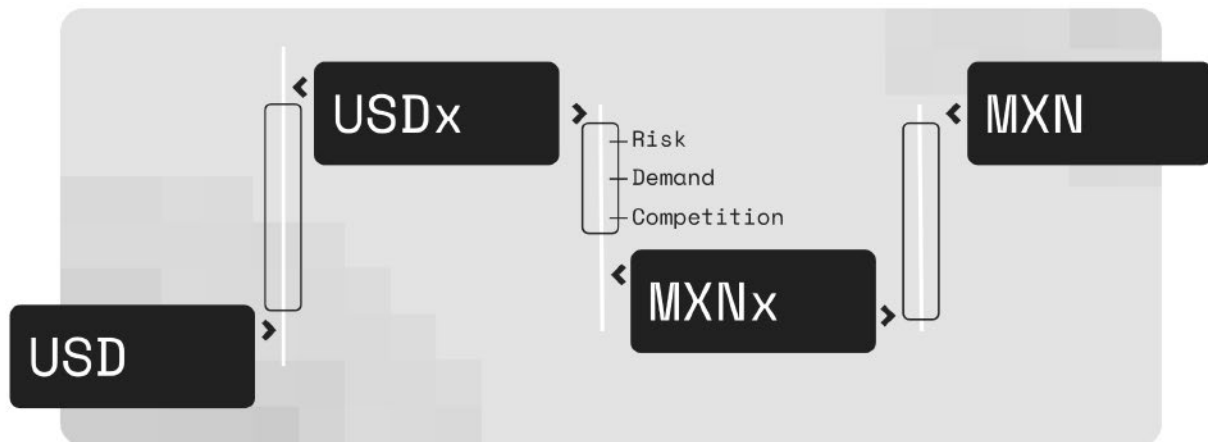 USD
USDx
Risk
Demand
Competition
MXNx
MXN